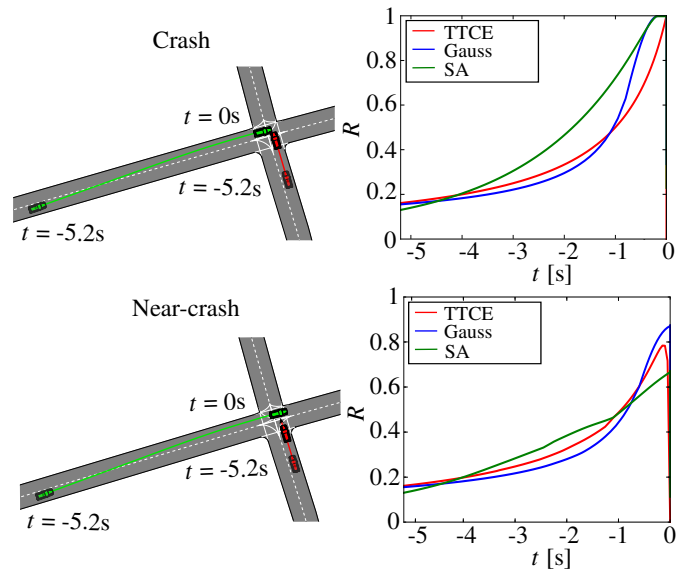 Crash
t = 0s
t = -5.2s
t = -5.2s
1
0.8
0.6
0.4
0.2
0
R
TTCE
Gauss
SA
-5 -4 -3 -2 -1 0
t [s]
Near-crash
t = 0s
t = -5.2s
t = -5.2s
1
0.8
0.6
0.4
0.2
0
R
TTCE
Gauss
SA
-5 -4 -3 -2 -1 0
t [s]